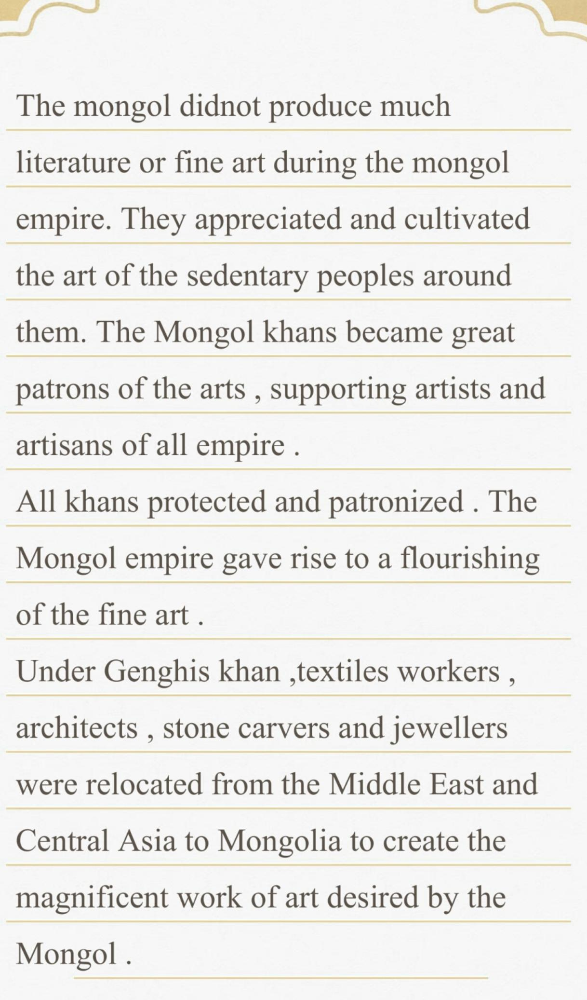 The mongol didnot produce much
literature or fine art during the mongol
empire. They appreciated and cultivated
the art of the sedentary peoples around
them. The Mongol khans became great
patrons of the arts , supporting artists and
artisans of all empire .
All khans protected and patronized . The
Mongol empire gave rise to a flourishing
of the fine art .
Under Genghis khan ,textiles workers ,
architects , stone carvers and jewellers
were relocated from the Middle East and
Central Asia to Mongolia to create the
magnificent work of art desired by the
Mongol .